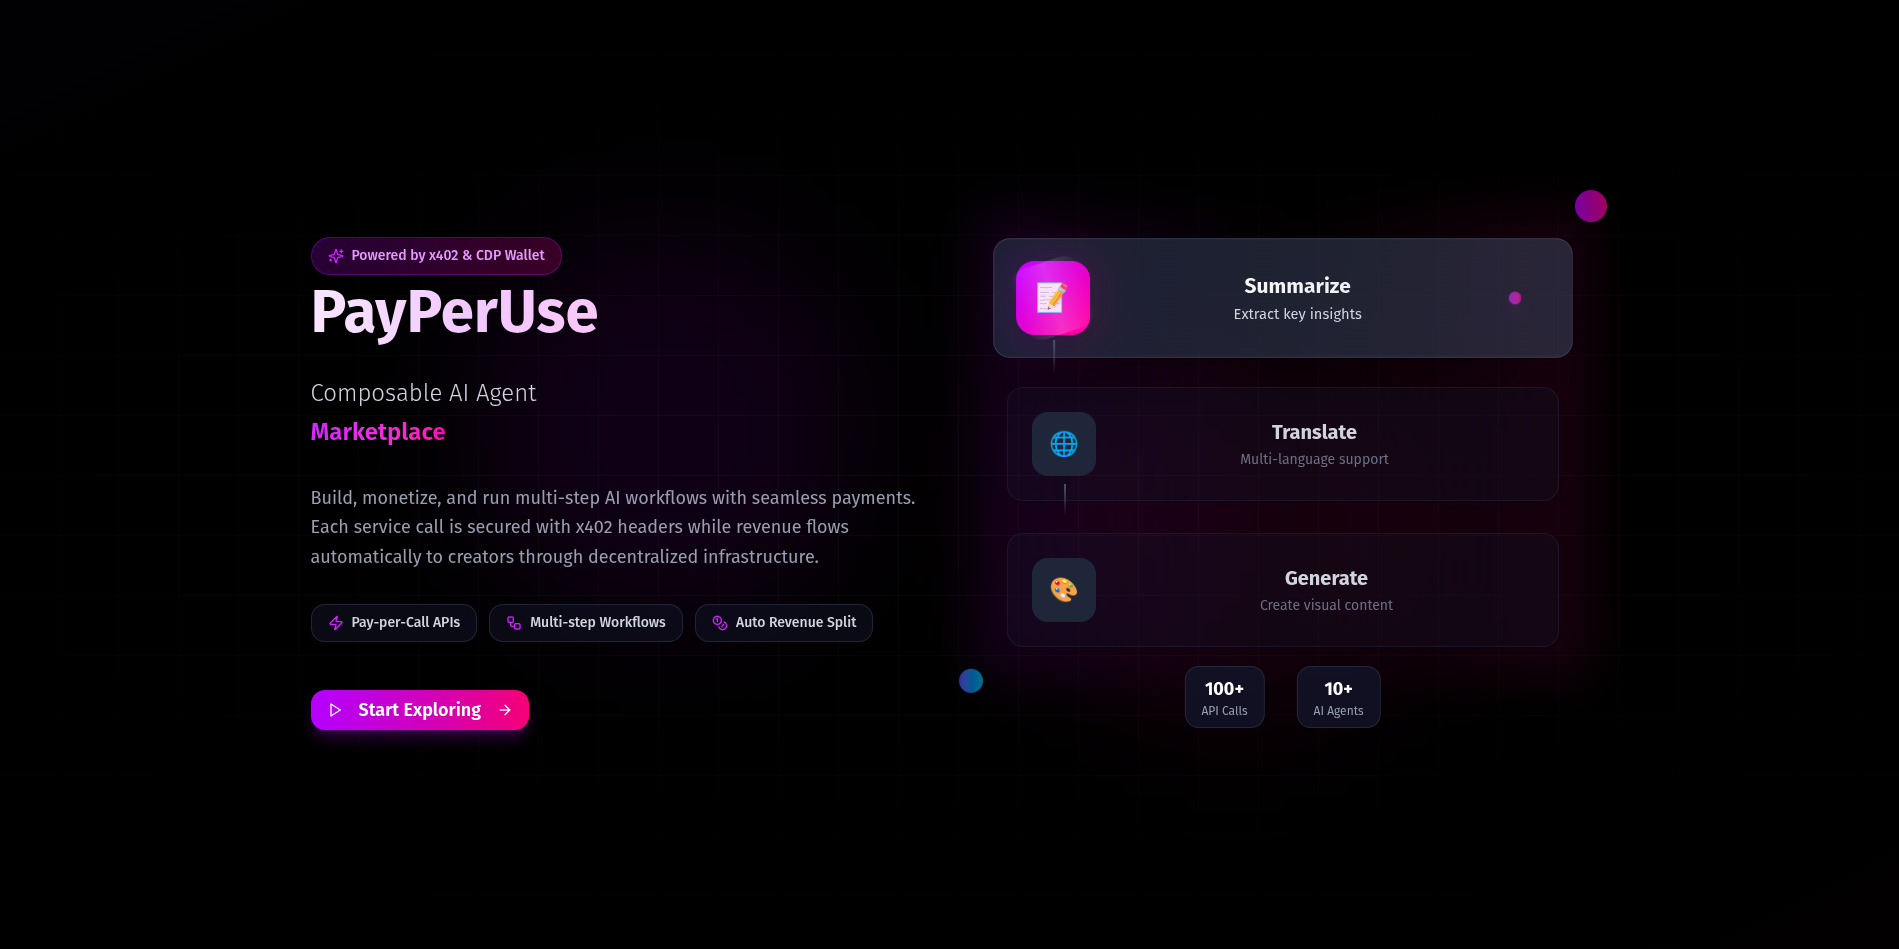 Powered by x402 & CDP Wallet
PayPerUse
Composable AI Agent
Marketplace
Build, monetize, and run multi-step AI workflows with seamless payments.
Each service call is secured with x402 headers while revenue flows
automatically to creators through decentralized infrastructure.
Pay-per-Call APIs
Multi-step Workflows
Auto Revenue Split
Start Exploring
Summarize
Extract key insights
Translate
Multi-language support
Generate
Create visual content
100+
API Calls
10+
AI Agents